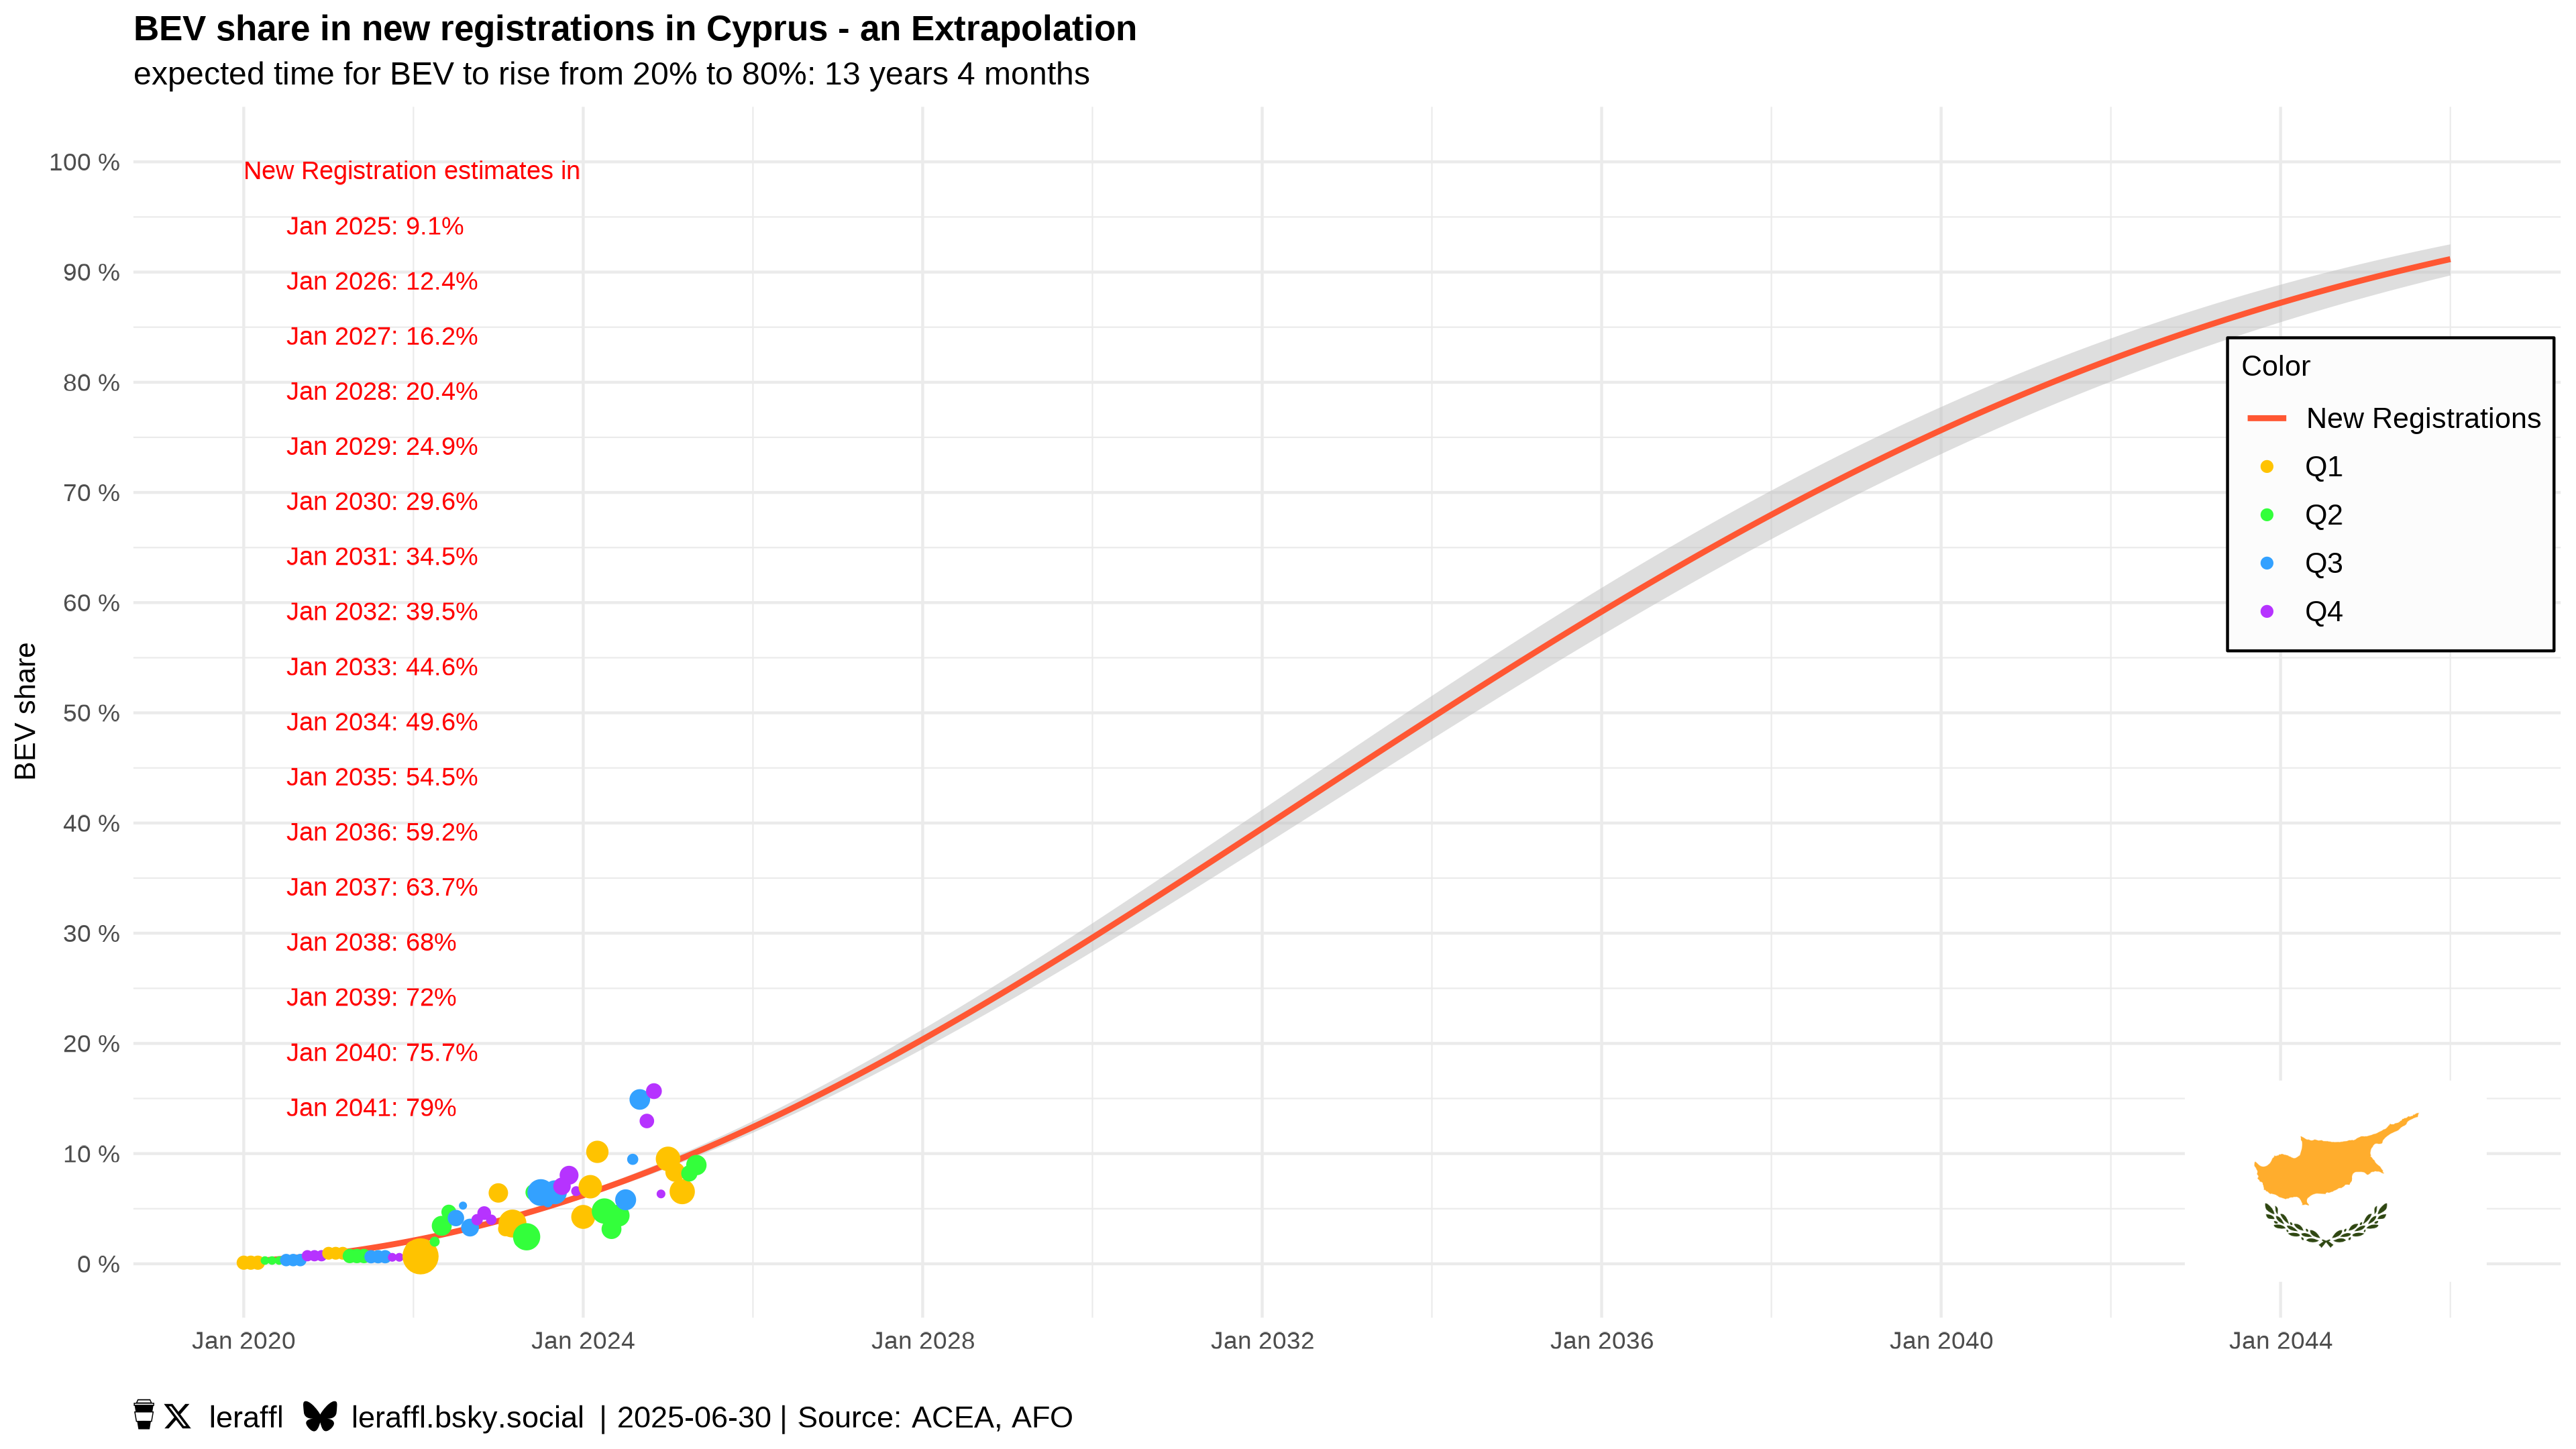 BEV share in new registrations in Cyprus - an Extrapolation
expected time for BEV to rise from 20% to 80%: 13 years 4 months
BEV share
100 %
90 %
80 %
70 %
60 %
50 %
40 %
30 %
20 %
10 %
0 %
New Registration estimates in
Jan 2025: 9.1%
Jan 2026: 12.4%
Jan 2027: 16.2%
Jan 2028: 20.4%
Jan 2029: 24.9%
Jan 2030: 29.6%
Jan 2031: 34.5%
Jan 2032: 39.5%
Jan 2033: 44.6%
Jan 2034: 49.6%
Jan 2035: 54.5%
Jan 2036: 59.2%
Jan 2037: 63.7%
Jan 2038: 68%
Jan 2039: 72%
Jan 2040: 75.7%
Jan 2041: 79%
Color
New Registrations
Q1
Q2
Q3
Q4
Jan 2020
Jan 2024
Jan 2028
Jan 2032
Jan 2036
Jan 2040
Jan 2044
leraffl leraffl.bsky.social | 2025-06-30 | Source: ACEA, AFO